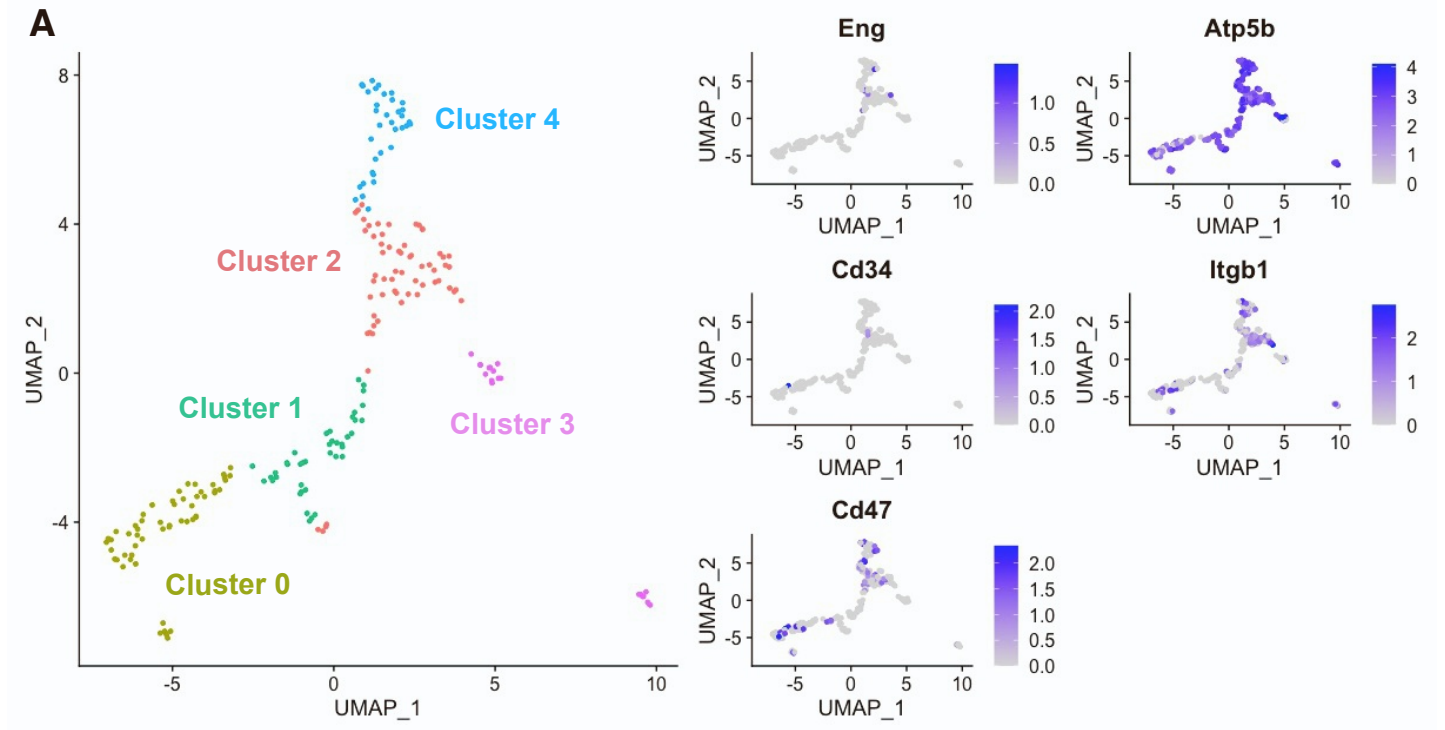 A
8
4
0
-4
-5
0
5
10
UMAP_1
UMAP_2
Cluster 4
Cluster 2
Cluster 1
Cluster 3
Cluster 0
Eng
UMAP_2
5
0
-5
-5
0
5
10
UMAP_1
1.0
0.5
0.0
Atp5b
UMAP_2
5
0
-5
-5
0
5
10
UMAP_1
4
3
2
1
0
Cd34
UMAP_2
5
0
-5
-5
0
5
10
UMAP_1
2.0
1.5
1.0
0.5
0.0
Itgb1
UMAP_2
5
0
-5
-5
0
5
10
UMAP_1
2
1
0
Cd47
UMAP_2
5
0
-5
-5
0
5
10
UMAP_1
2.0
1.5
1.0
0.5
0.0